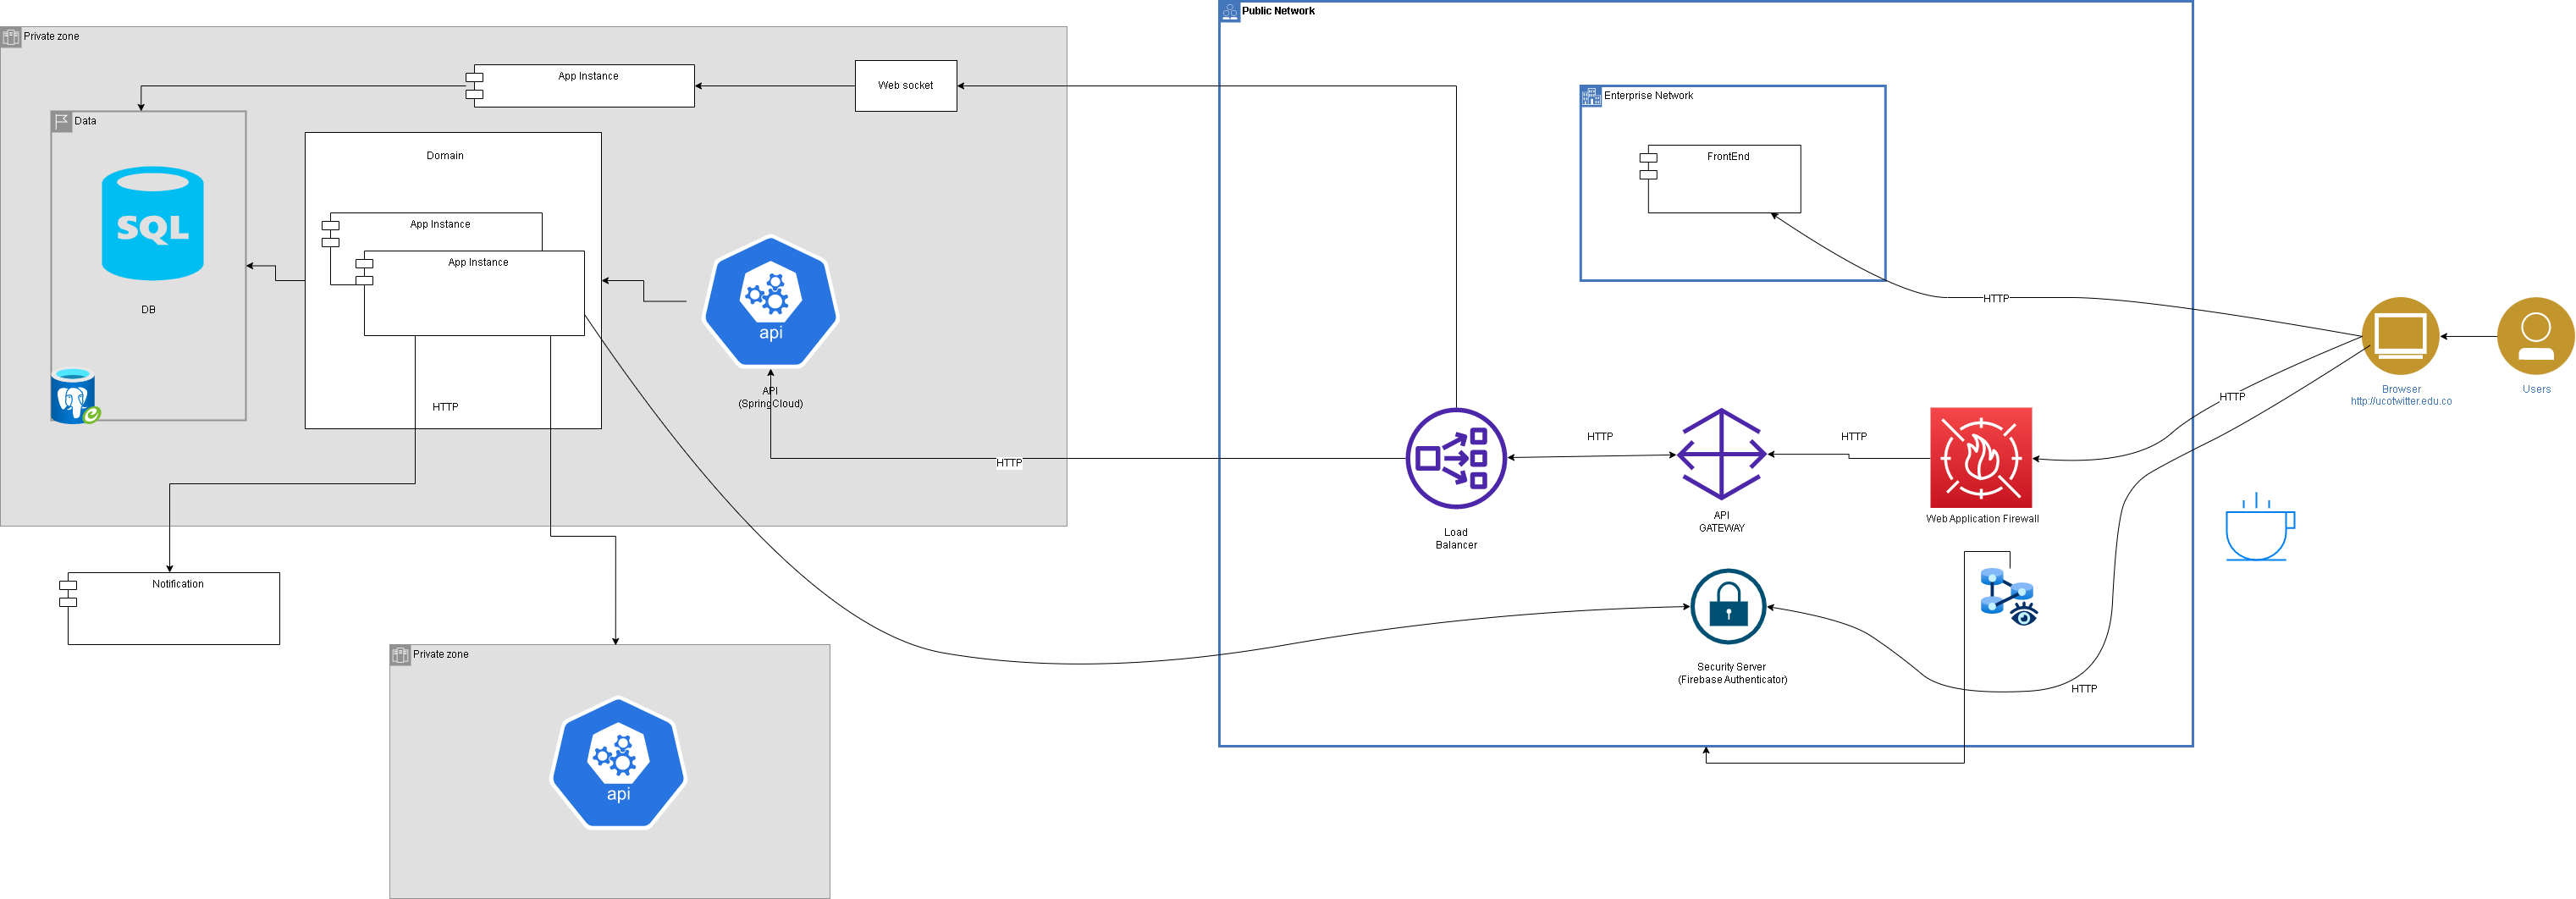 Public Network
Private zone
App Instance
Web socket
Enterprise Network
Data
FrontEnd
Domain
SQL
App Instance
App Instance
DB
api
API
(SpringCloud)
HTTP
HTTP
HTTP
HTTP
HTTP
HTTP
Browser
http://ucotwitter.edu.co
Users
Load
Balancer
API
GATEWAY
Web Application Firewall
Notification
Private zone
Security Server
(Firebase Authenticator)
HTTP
api